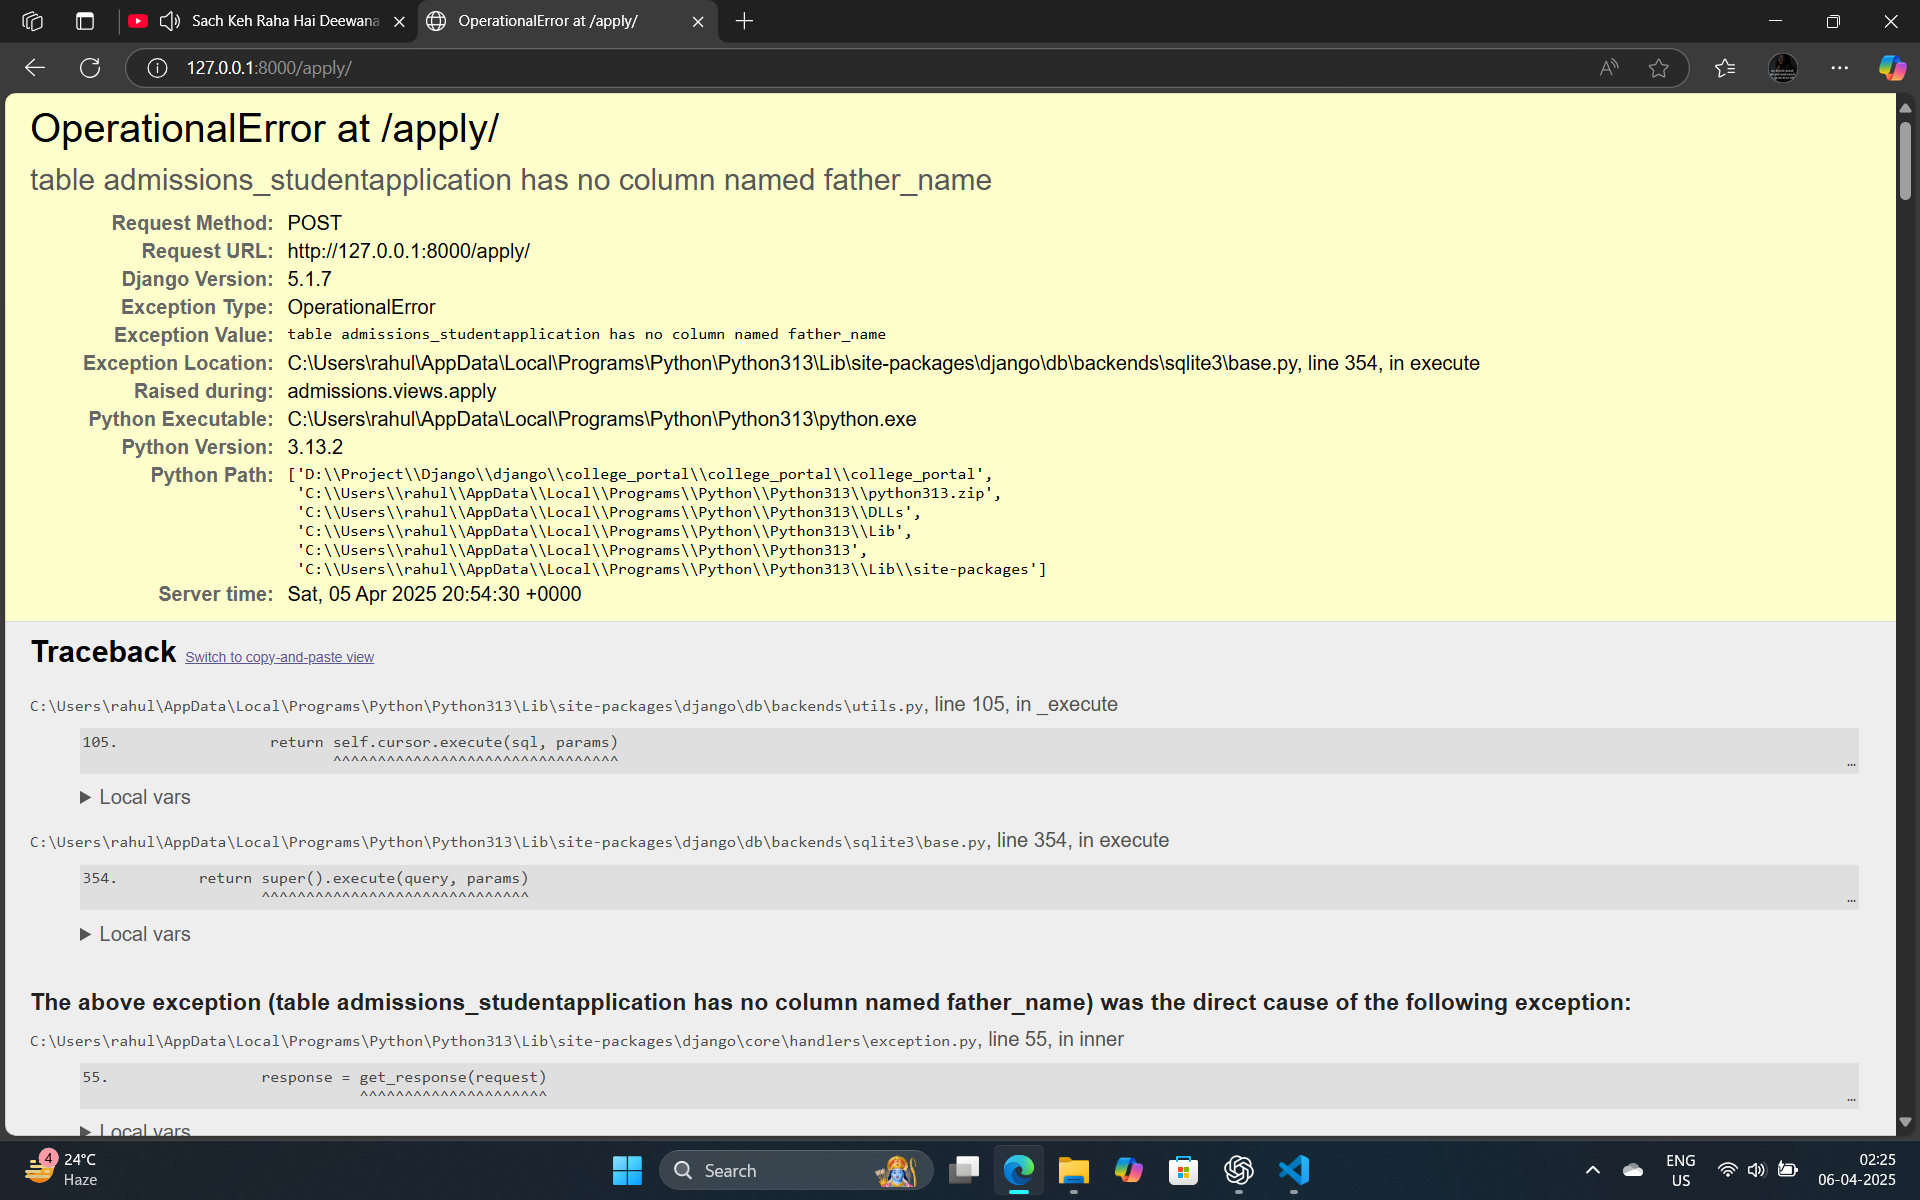 Sach Keh Raha Hai Deewana
OperationalError at /apply/
127.0.0.1:8000/apply/
OperationalError at /apply/
table admissions_studentapplication has no column named father_name
Request Method: POST
Request URL: http://127.0.0.1:8000/apply/
Django Version: 5.1.7
Exception Type: OperationalError
Exception Value: table admissions_studentapplication has no column named father_name
Exception Location: C:\Users\rahul\AppData\Local\Programs\Python\Python313\Lib\site-packages\django\db\backends\sqlite3\base.py, line 354, in execute
Raised during: admissions.views.apply
Python Executable: C:\Users\rahul\AppData\Local\Programs\Python\Python313\python.exe
Python Version: 3.13.2
Python Path: ['D:\\Project\\Django\\django\\college_portal\\college_portal\\college_portal',
'C:\\Users\\rahul\\AppData\\Local\\Programs\\Python\\Python313\\python313.zip',
'C:\\Users\\rahul\\AppData\\Local\\Programs\\Python\\Python313\\DLLs',
'C:\\Users\\rahul\\AppData\\Local\\Programs\\Python\\Python313\\Lib',
'C:\\Users\\rahul\\AppData\\Local\\Programs\\Python\\Python313',
'C:\\Users\\rahul\\AppData\\Local\\Programs\\Python\\Python313\\Lib\\site-packages']
Server time: Sat, 05 Apr 2025 20:54:30 +0000
Traceback Switch to copy-and-paste view
C:\Users\rahul\AppData\Local\Programs\Python\Python313\Lib\site-packages\django\db\backends\utils.py, line 105, in _execute
105. return self.cursor.execute(sql, params)
^^^^^^^^^^^^^^^^^^^^^^^^^^^^^^^^
…
Local vars
C:\Users\rahul\AppData\Local\Programs\Python\Python313\Lib\site-packages\django\db\backends\sqlite3\base.py, line 354, in execute
354. return super().execute(query, params)
^^^^^^^^^^^^^^^^^^^^^^^^^^^^^^
…
Local vars
The above exception (table admissions_studentapplication has no column named father_name) was the direct cause of the following exception:
C:\Users\rahul\AppData\Local\Programs\Python\Python313\Lib\site-packages\django\core\handlers\exception.py, line 55, in inner
55. response = get_response(request)
^^^^^^^^^^^^^^^^^^^^^
…
Local vars
4
24°C
Haze
Search
ENG
US
02:25
06-04-2025